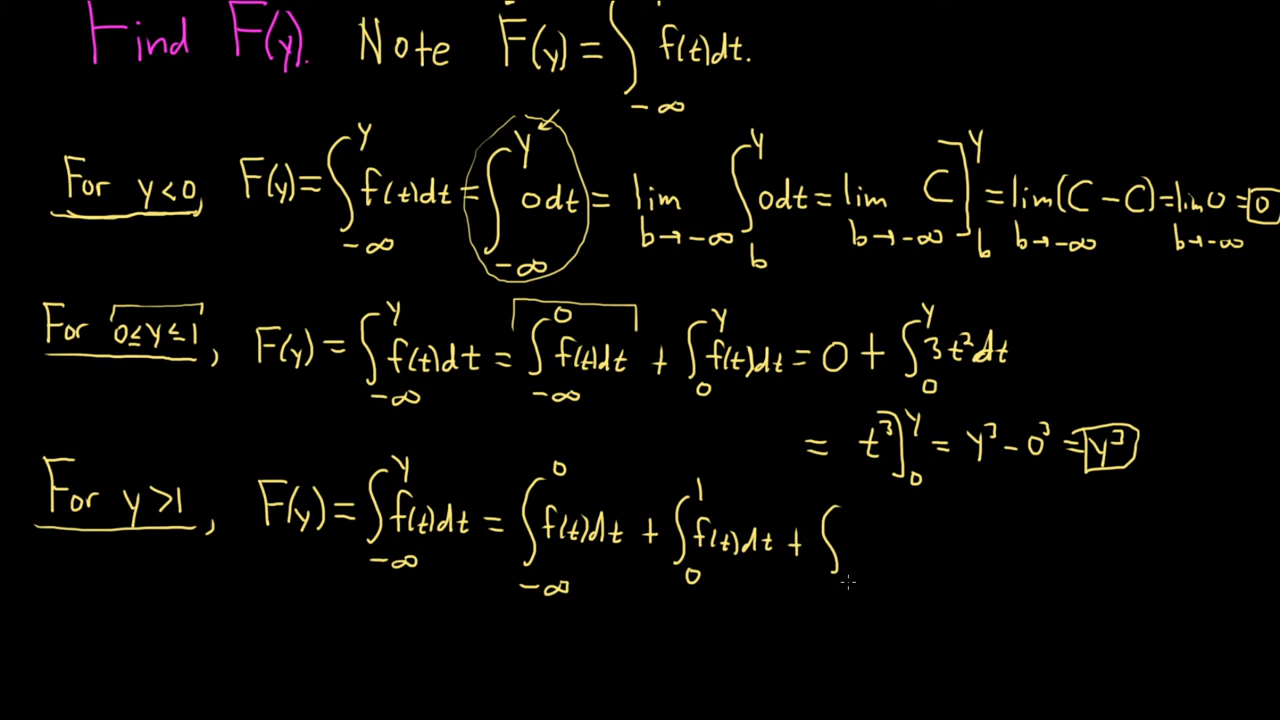 Find F(y). Note F(y) = ∫_{-∞}^{y} f(t)dt.
For y<0, F(y) = ∫_{-∞}^{y} f(t)dt = ∫_{-∞}^{y} 0dt = lim_{b→-∞} ∫_{b}^{y} 0dt = lim_{b→-∞} C]_{b}^{y} = lim_{b→-∞} (C - C) = lim_{b→-∞} 0 = 0
For 0≤y≤1, F(y) = ∫_{-∞}^{y} f(t)dt = ∫_{-∞}^{0} f(t)dt + ∫_{0}^{y} f(t)dt = 0 + ∫_{0}^{y} 3t²dt
= t³]_{0}^{y} = y³ - 0³ = y³
For y>1, F(y) = ∫_{-∞}^{y} f(t)dt = ∫_{-∞}^{0} f(t)dt + ∫_{0}^{1} f(t)dt + ∫